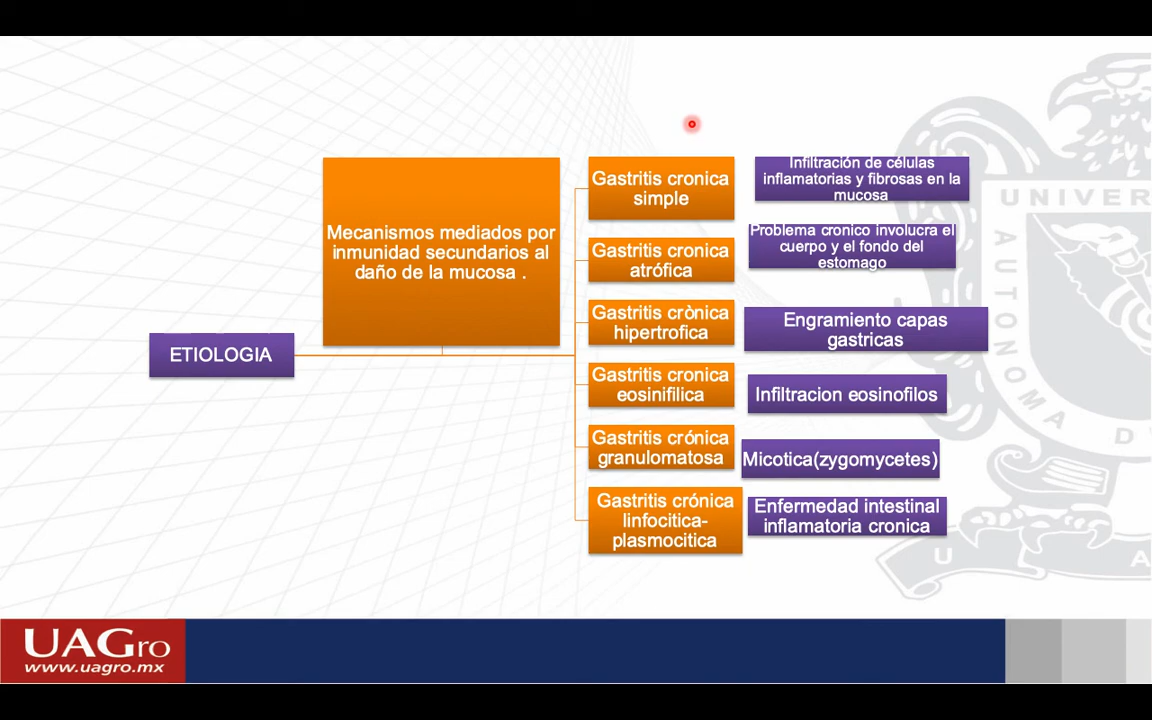 ETIOLOGIA
Mecanismos mediados por
inmunidad secundarios al
daño de la mucosa .
Gastritis cronica
simple
Infiltración de células
inflamatorias y fibrosas en la
mucosa
Gastritis cronica
atrófica
Problema cronico involucra el
cuerpo y el fondo del
estomago
Gastritis crònica
hipertrofica
Engramiento capas
gastricas
Gastritis cronica
eosinifilica
Infiltracion eosinofilos
Gastritis crónica
granulomatosa
Micotica(zygomycetes)
Gastritis crónica
linfocitica-
plasmocitica
Enfermedad intestinal
inflamatoria cronica
UNIVER
AUTONOMA D
U A
UAGro
www.uagro.mx